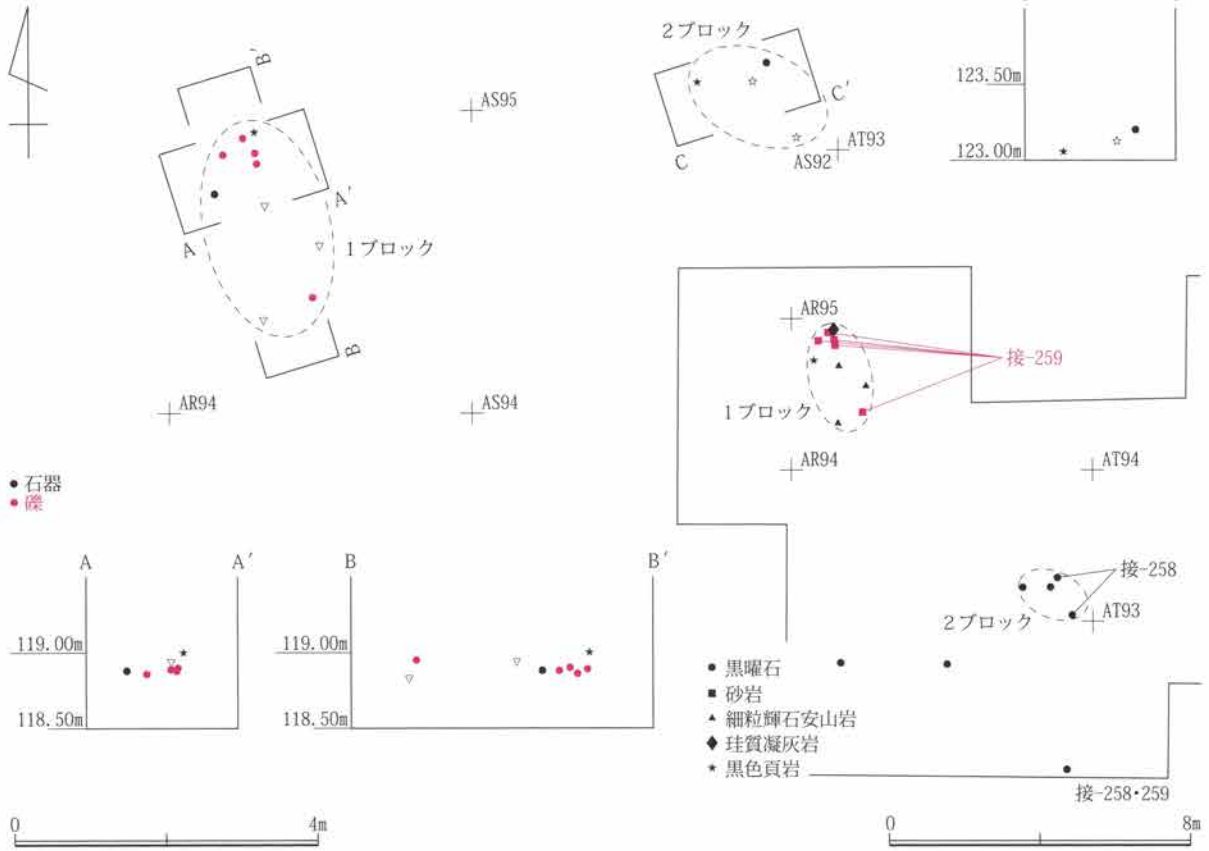 B'
AS95
A
A'
1ブロック
B
AR94
AS94
2ブロック
C'
C
AS92
AT93
123.50m
123.00m
● 石器
● 礫
A
A'
119.00m
118.50m
B
B'
119.00m
118.50m
0
4m
AR95
接-259
1ブロック
AR94
AT94
接-258
AT93
2ブロック
● 黒曜石
■ 砂岩
▲ 細粒輝石安山岩
◆ 珪質凝灰岩
★ 黒色頁岩
接-258・259
0
8m